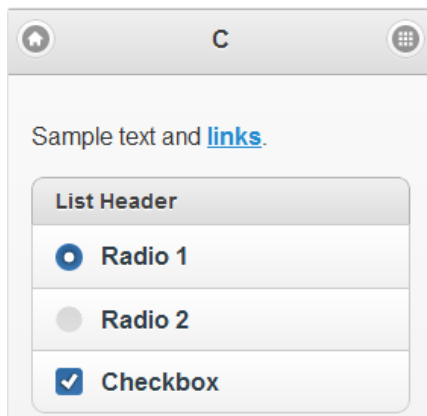 C
Sample text and links.
List Header
Radio 1
Radio 2
Checkbox